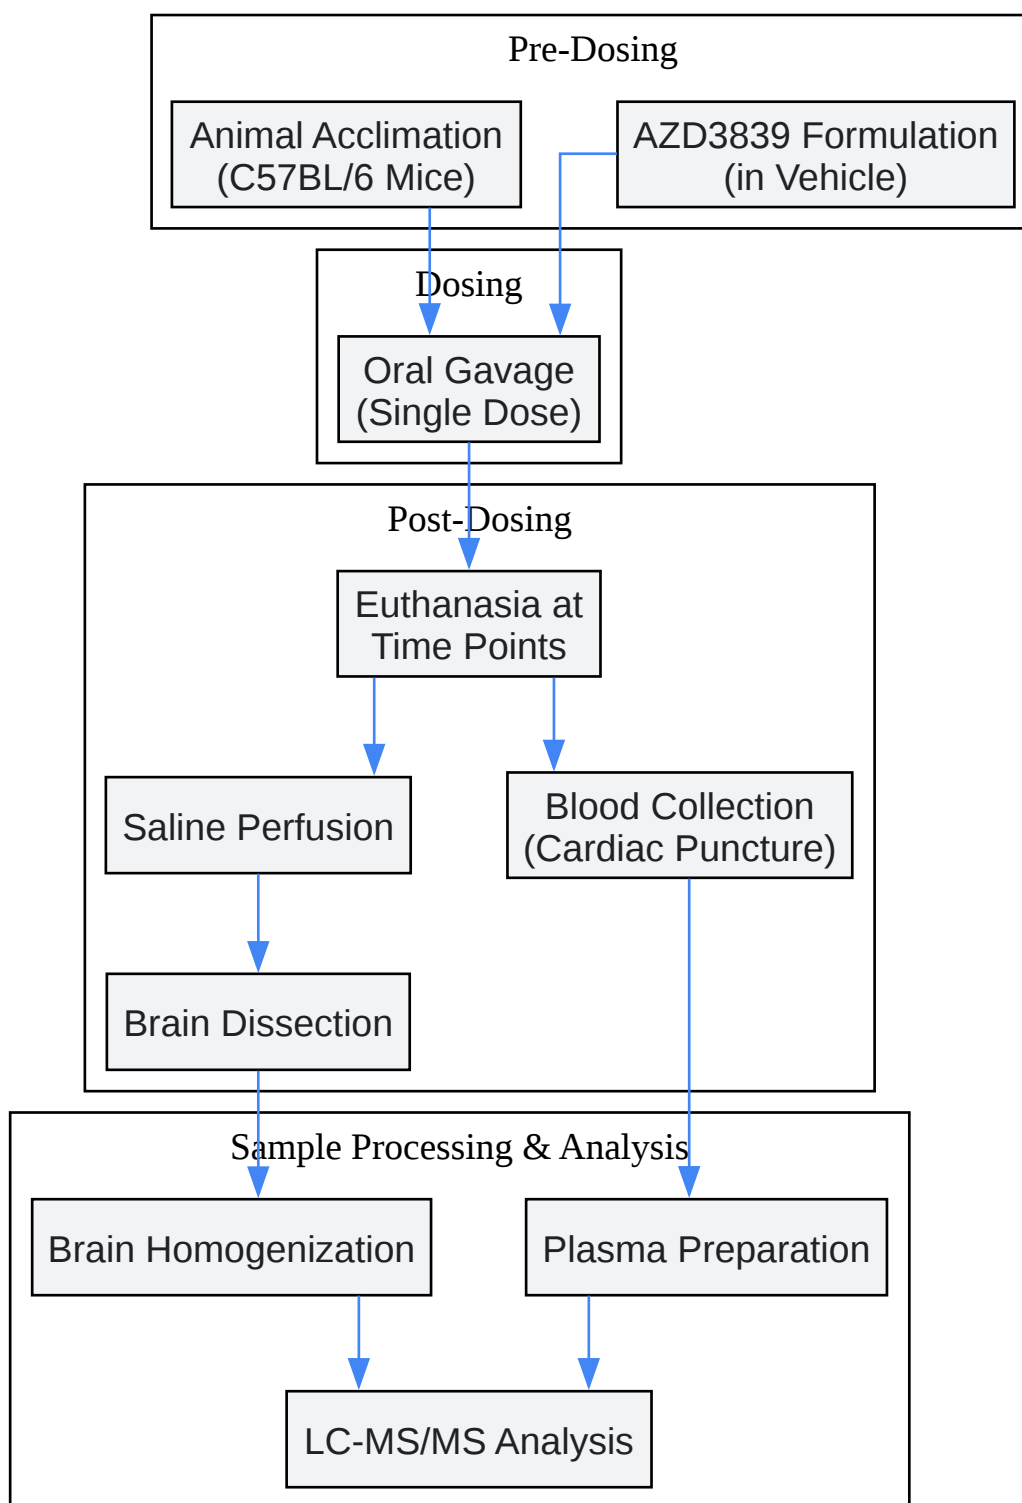 Pre-Dosing
Animal Acclimation
(C57BL/6 Mice)
AZD3839 Formulation
(in Vehicle)
Dosing
Oral Gavage
(Single Dose)
Post-Dosing
Euthanasia at
Time Points
Saline Perfusion
Blood Collection
(Cardiac Puncture)
Brain Dissection
Sample Processing & Analysis
Brain Homogenization
Plasma Preparation
LC-MS/MS Analysis